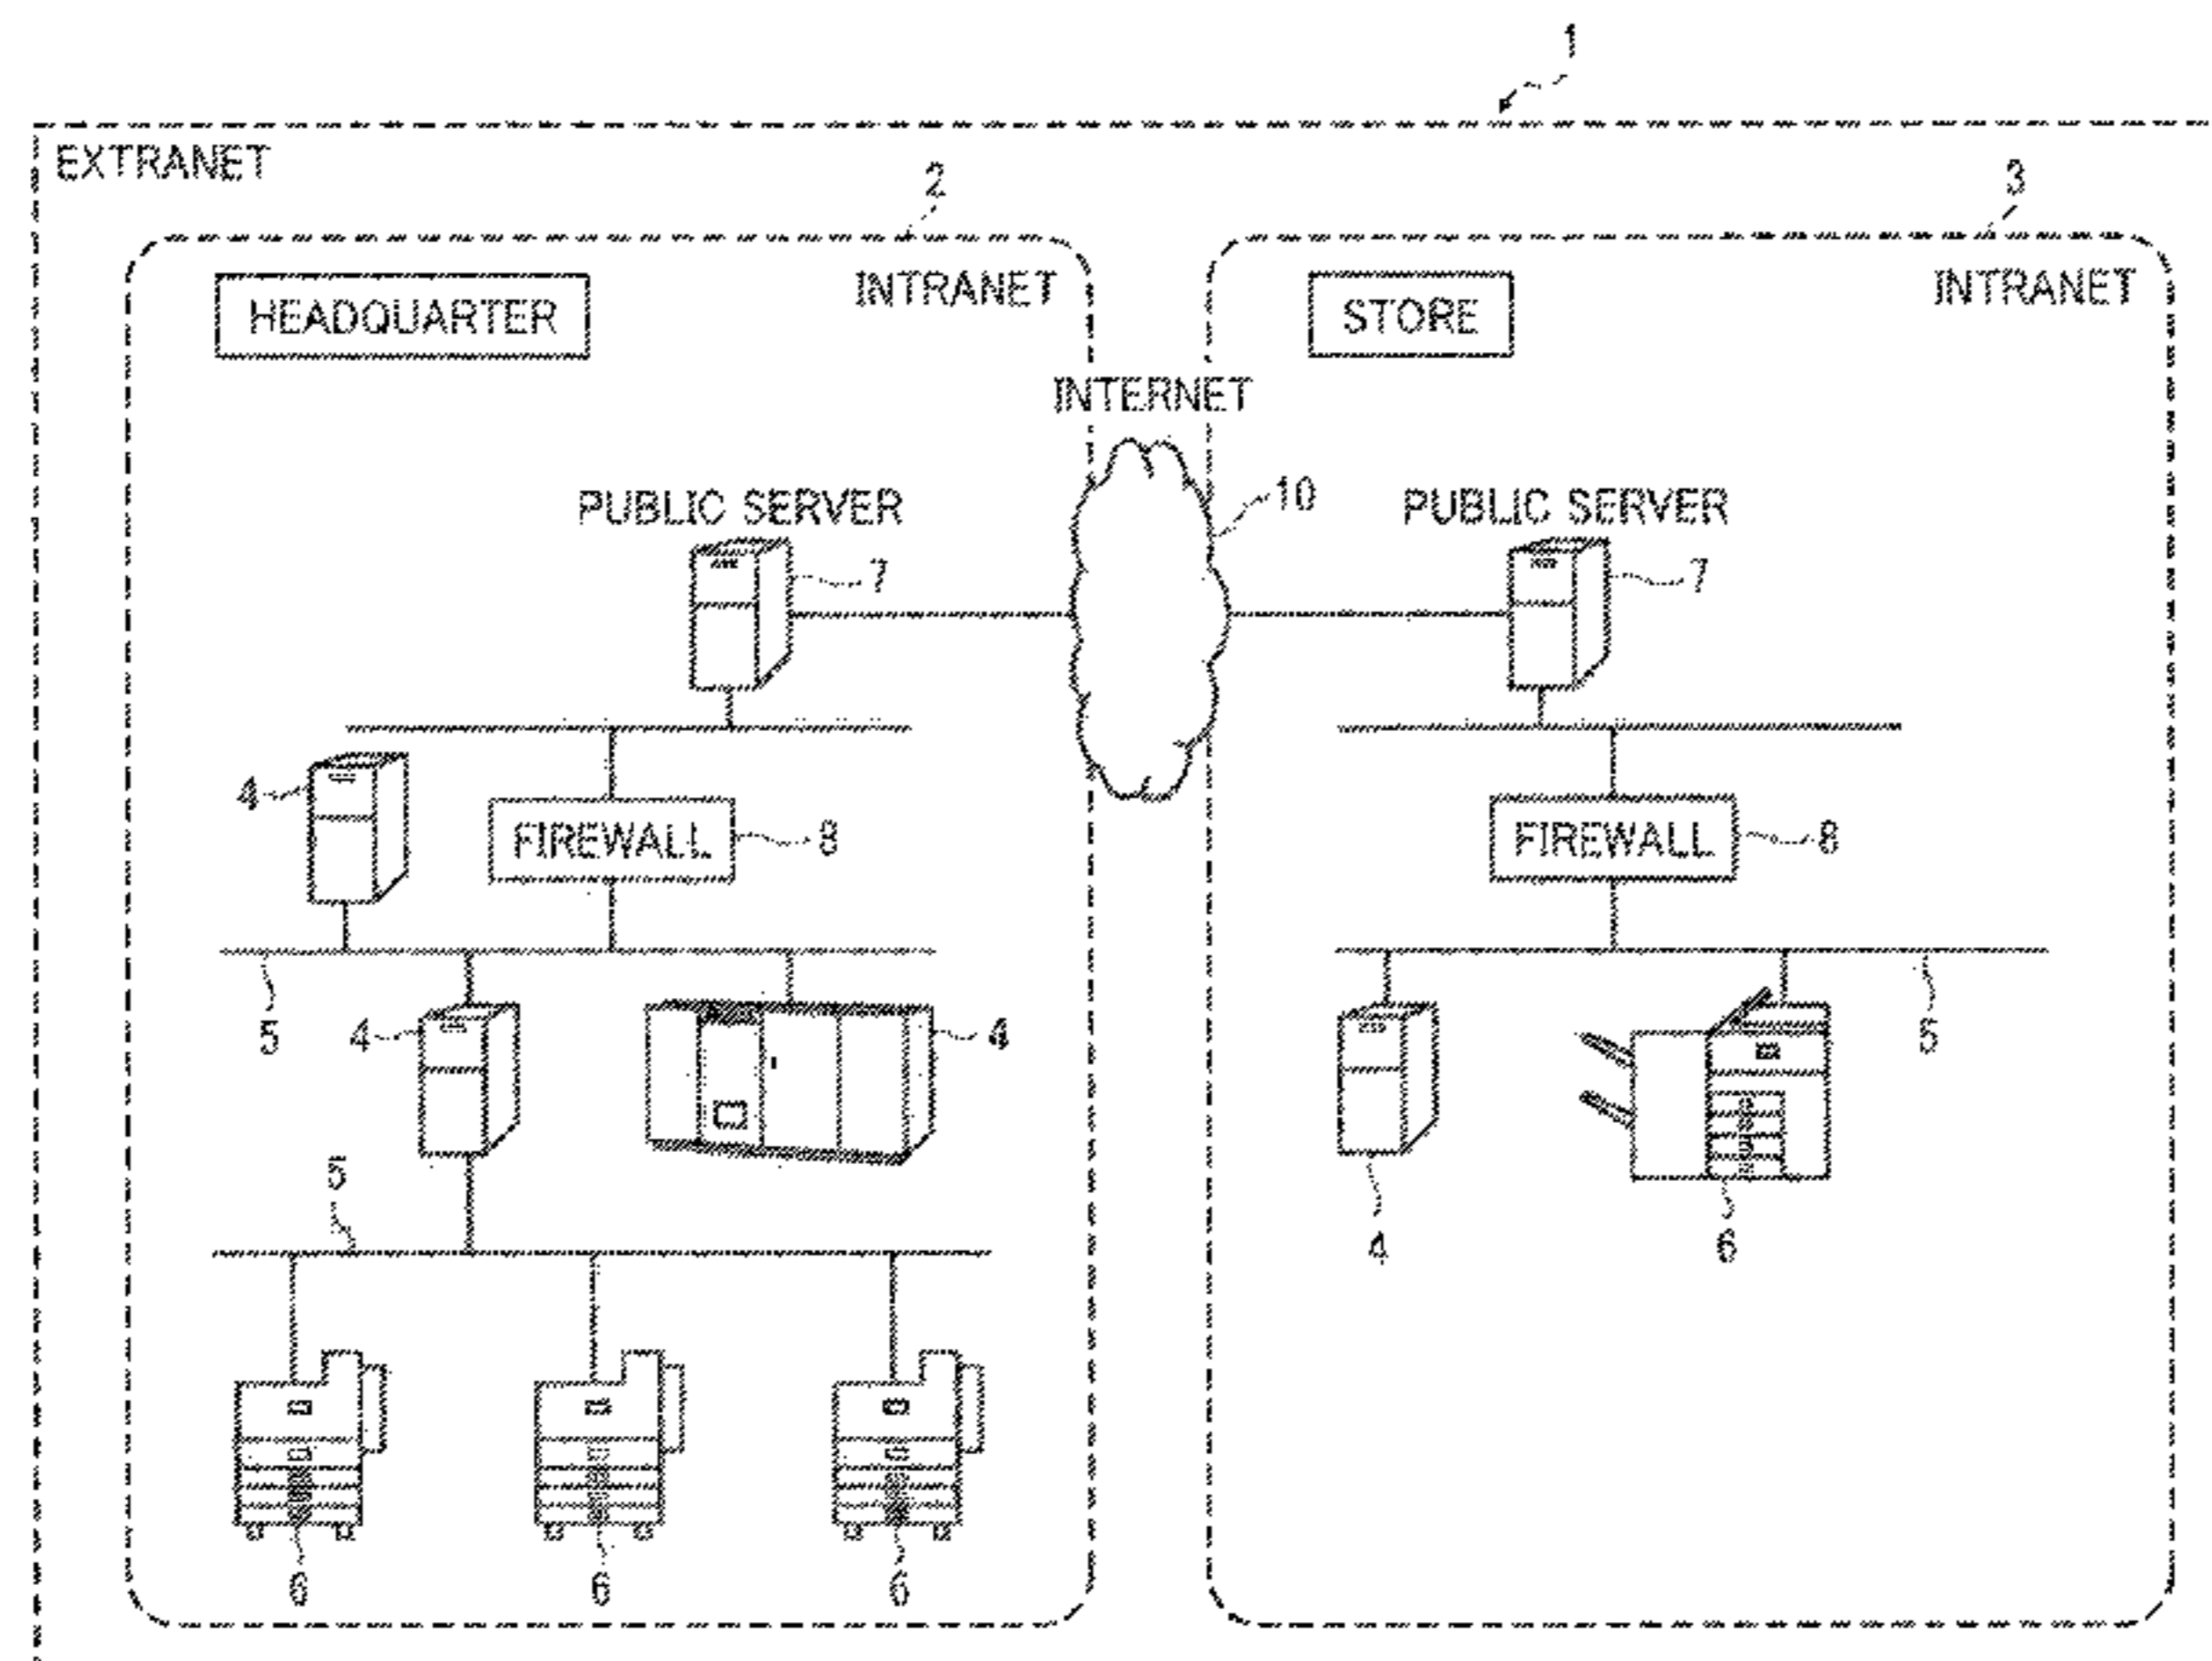 1
EXTRANET
2
3
HEADQUARTER
INTRANET
STORE
INTRANET
INTERNET
PUBLIC SERVER
10
PUBLIC SERVER
7
7
4
FIREWALL
8
FIREWALL
8
5
4
4
5
5
4
6
6
6
6